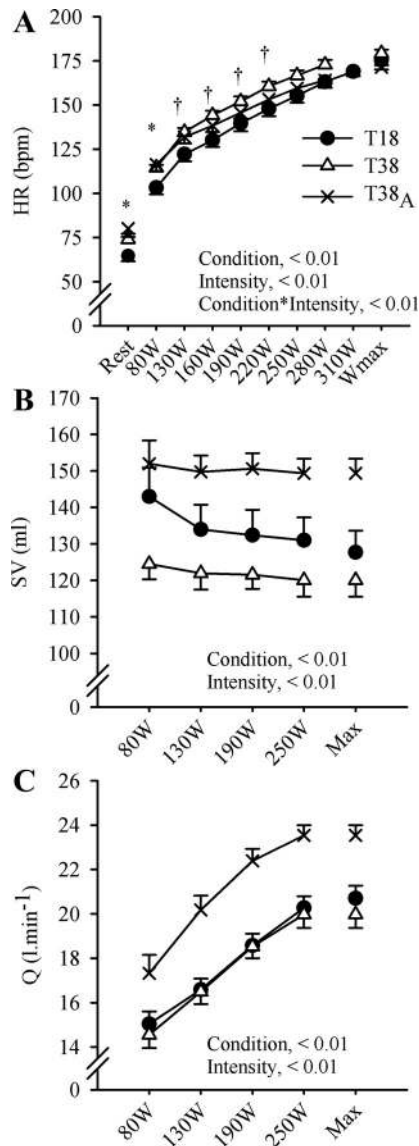 A
HR (bpm)
175
150
125
100
75
50
0
*
*
†
†
†
†
T18
T38
T38A
Condition, < 0.01
Intensity, < 0.01
Condition*Intensity, < 0.01
Rest
80W
130W
160W
190W
220W
250W
280W
310W
Wmax
B
SV (ml)
170
160
150
140
130
120
110
100
0
Condition, < 0.01
Intensity, < 0.01
80W
130W
190W
250W
Max
C
Q (l.min-1)
26
24
22
20
18
16
14
0
Condition, < 0.01
Intensity, < 0.01
80W
130W
190W
250W
Max